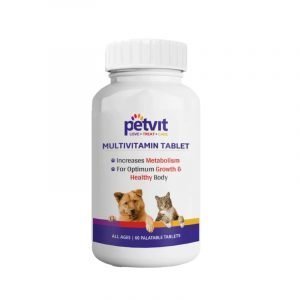 petvit
LOVE • TREAT • CARE
MULTIVITAMIN TABLET
Increases Metabolism
For Optimum Growth &
Healthy Body
ALL AGES | 60 PALATABLE TABLETS